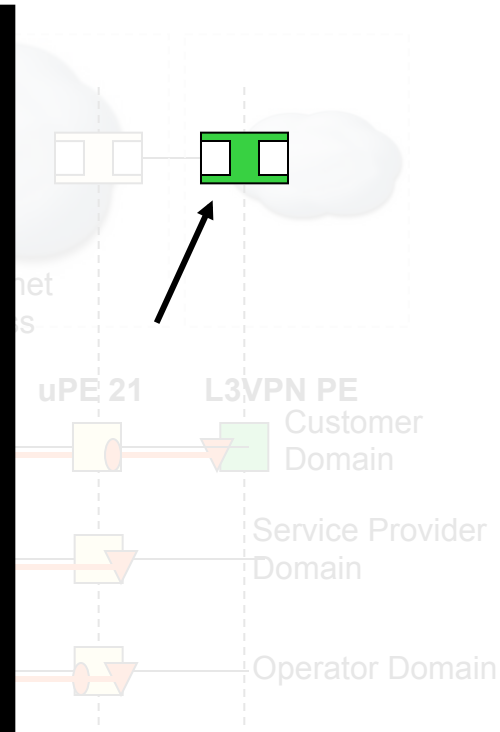 net
ss
uPE 21 L3VPN PE
Customer
Domain
Service Provider
Domain
Operator Domain